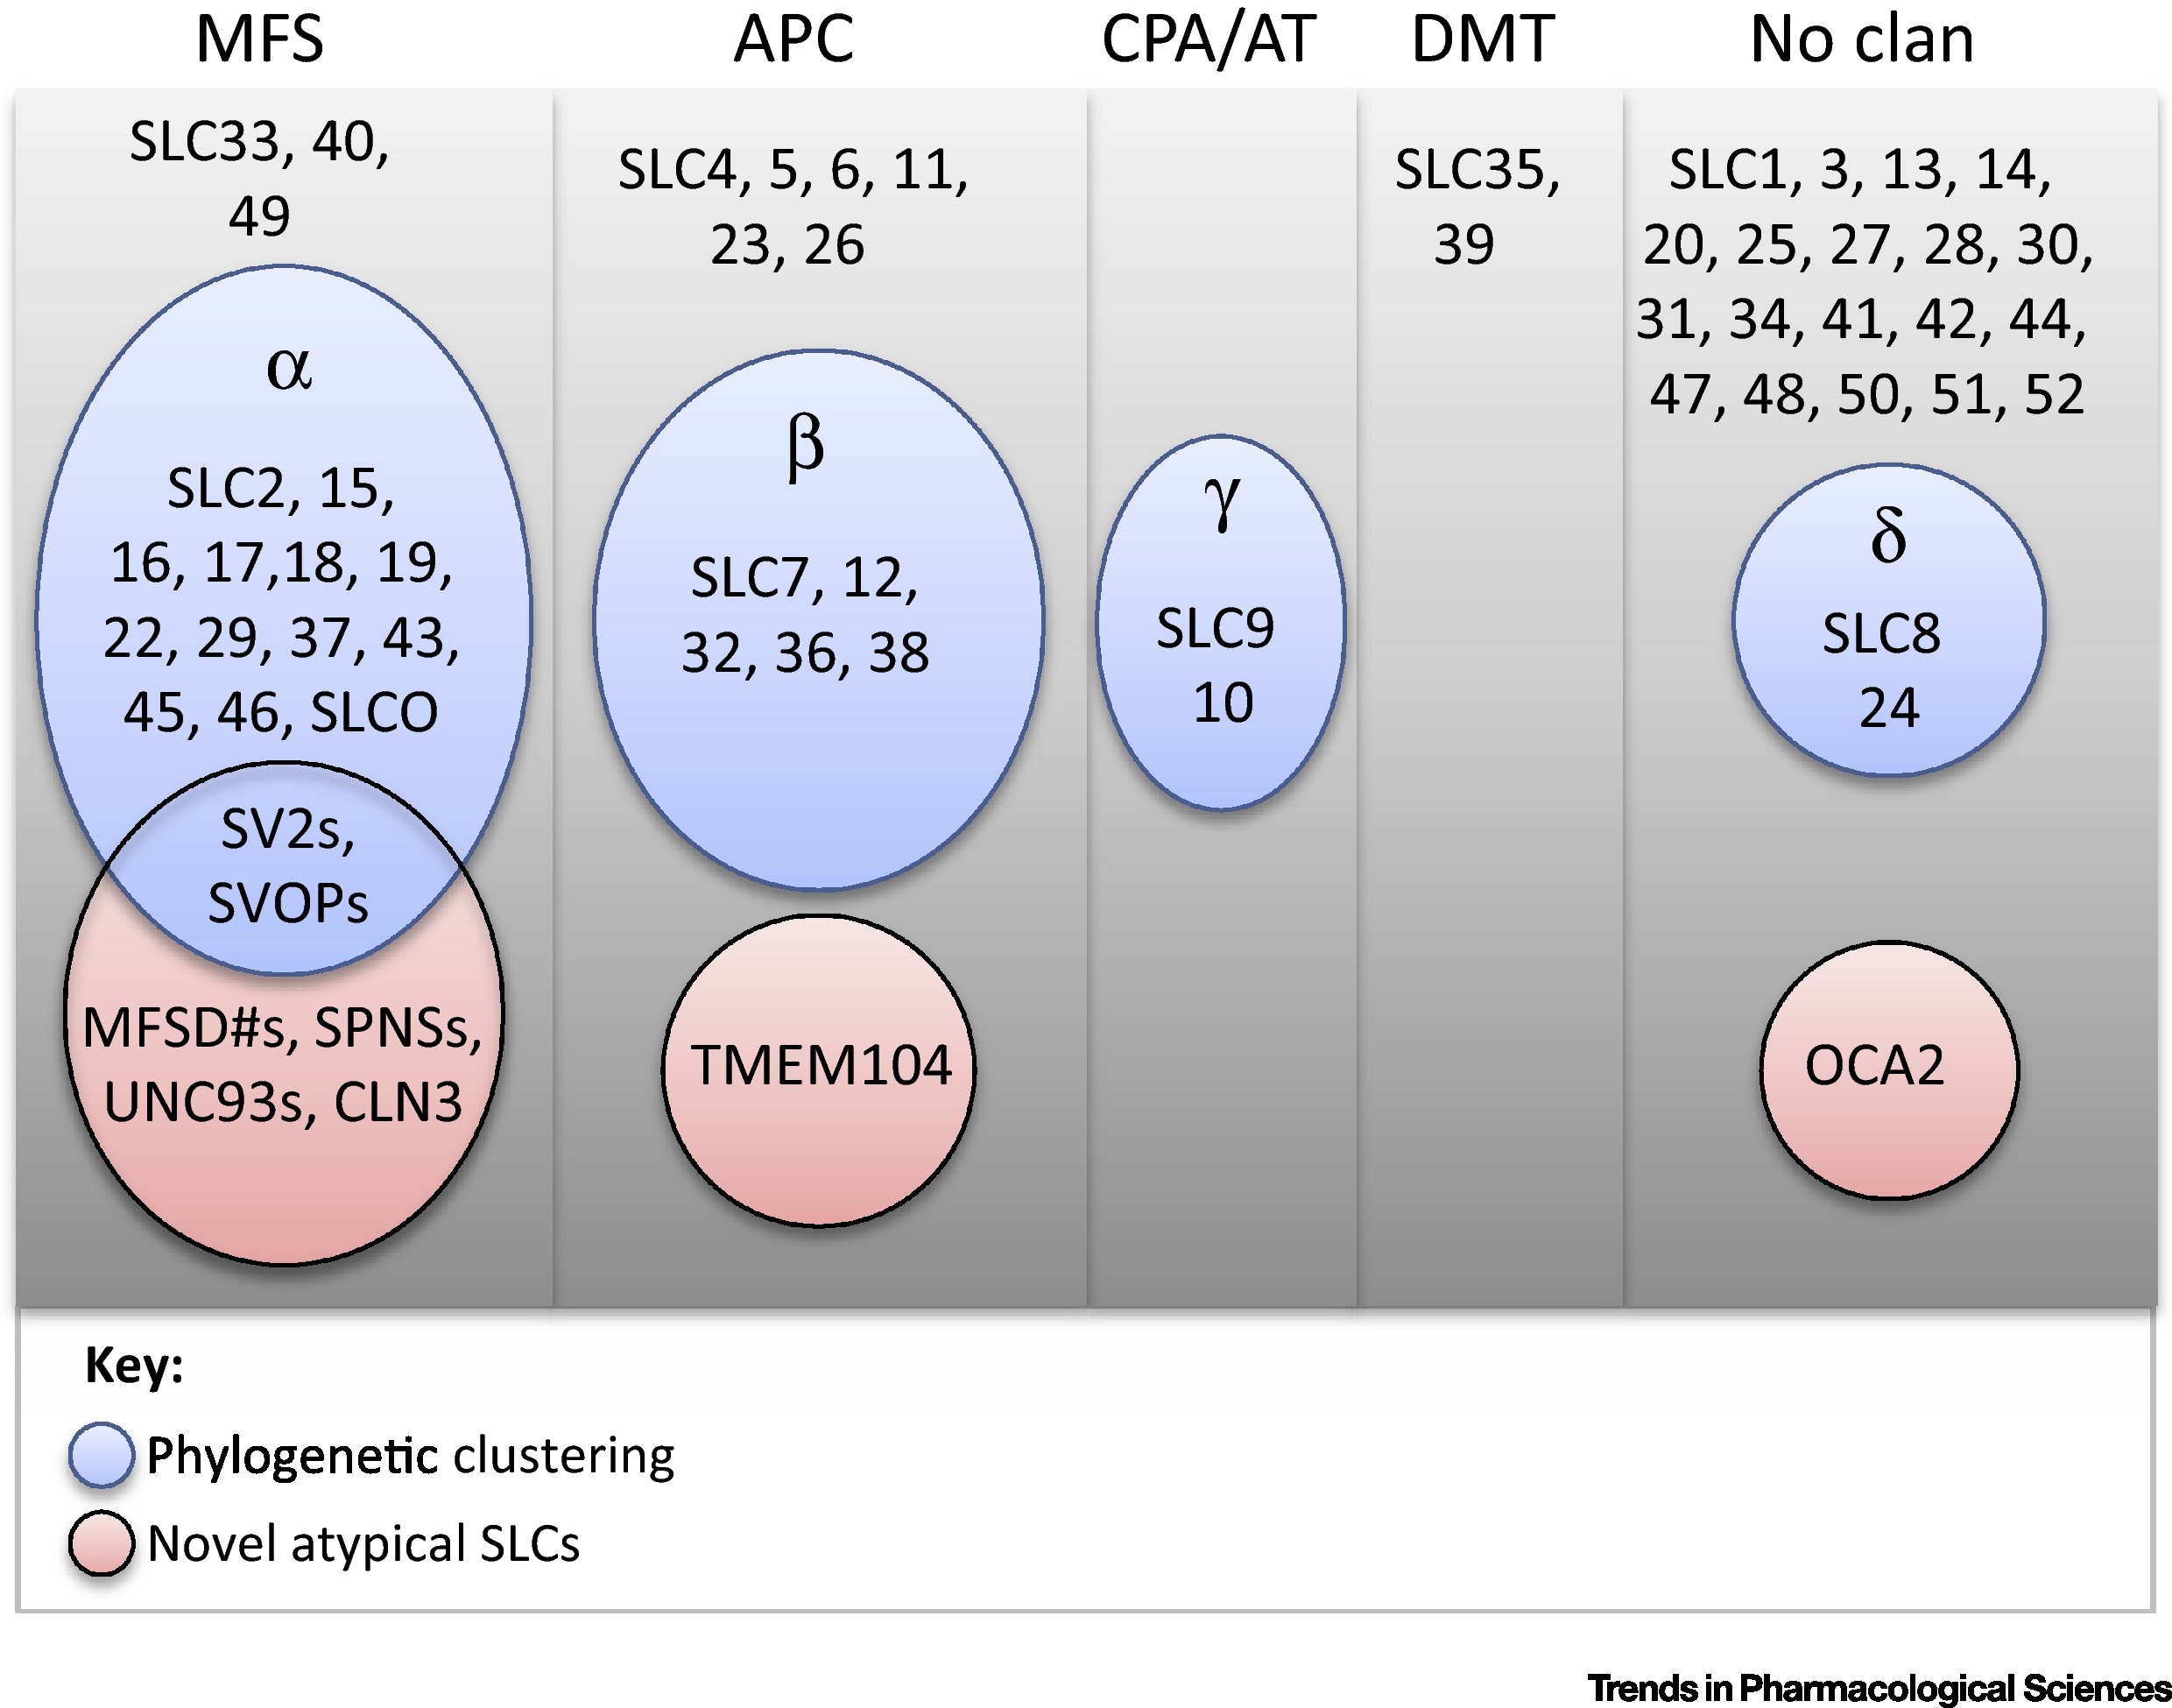 MFS
APC
CPA/AT
DMT
No clan
SLC33, 40,
49
α
SLC2, 15,
16, 17,18, 19,
22, 29, 37, 43,
45, 46, SLCO
SV2s,
SVOPs
MFSD#s, SPNSs,
UNC93s, CLN3
SLC4, 5, 6, 11,
23, 26
β
SLC7, 12,
32, 36, 38
TMEM104
γ
SLC9
10
SLC35,
39
SLC1, 3, 13, 14,
20, 25, 27, 28, 30,
31, 34, 41, 42, 44,
47, 48, 50, 51, 52
δ
SLC8
24
OCA2
Key:
Phylogenetic clustering
Novel atypical SLCs
Trends in Pharmacological Sciences